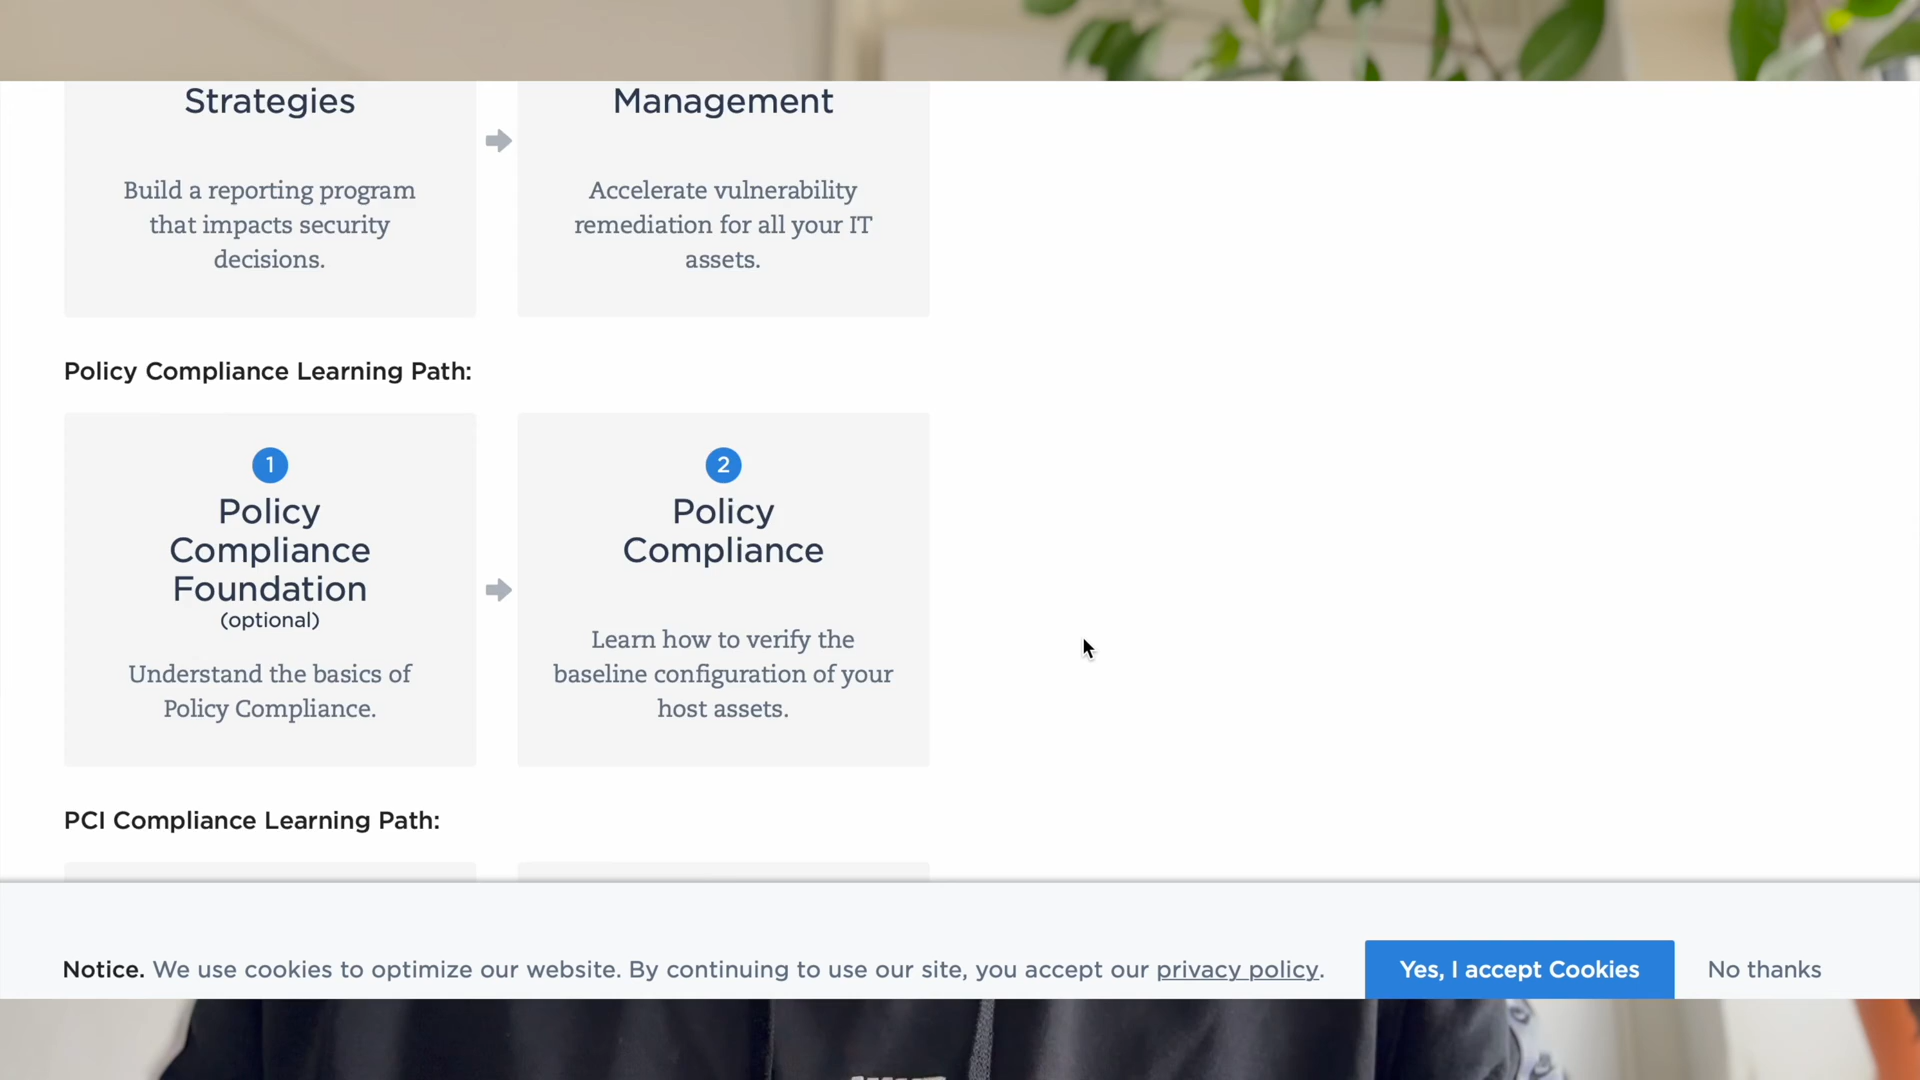 Strategies
Build a reporting program
that impacts security
decisions.
Management
Accelerate vulnerability
remediation for all your IT
assets.
Policy Compliance Learning Path:
1
Policy
Compliance
Foundation
(optional)
Understand the basics of
Policy Compliance.
2
Policy
Compliance
Learn how to verify the
baseline configuration of your
host assets.
PCI Compliance Learning Path:
Notice. We use cookies to optimize our website. By continuing to use our site, you accept our privacy policy.
Yes, I accept Cookies
No thanks